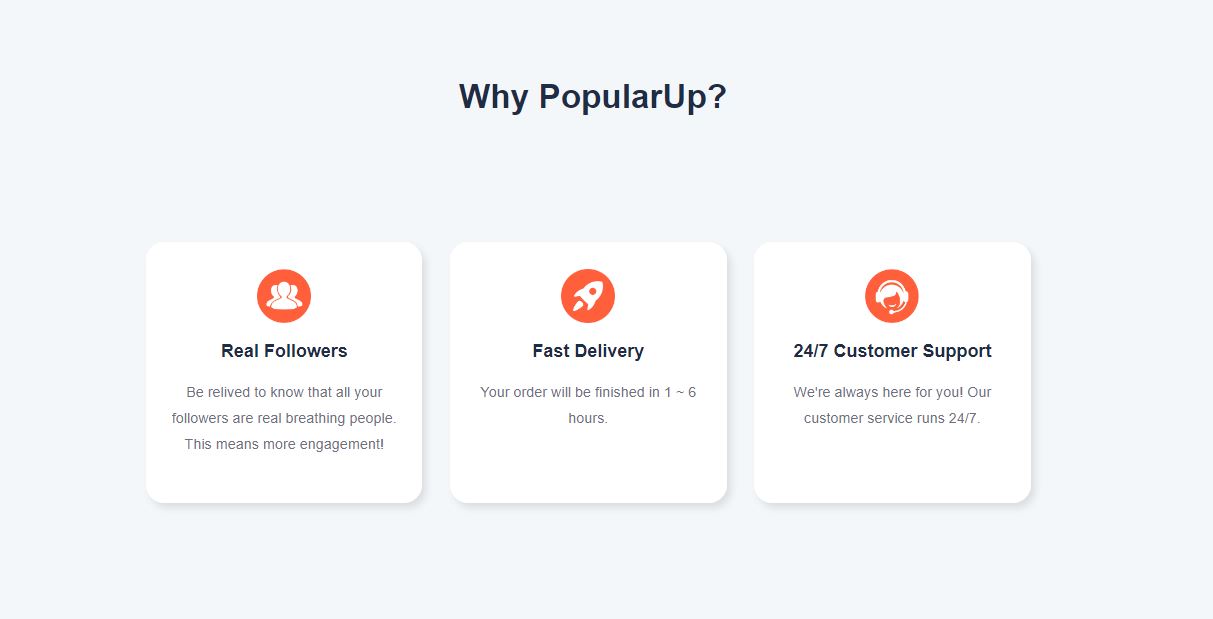 Why PopularUp?
Real Followers
Be relived to know that all your
followers are real breathing people.
This means more engagement!
Fast Delivery
Your order will be finished in 1 ~ 6
hours.
24/7 Customer Support
We're always here for you! Our
customer service runs 24/7.